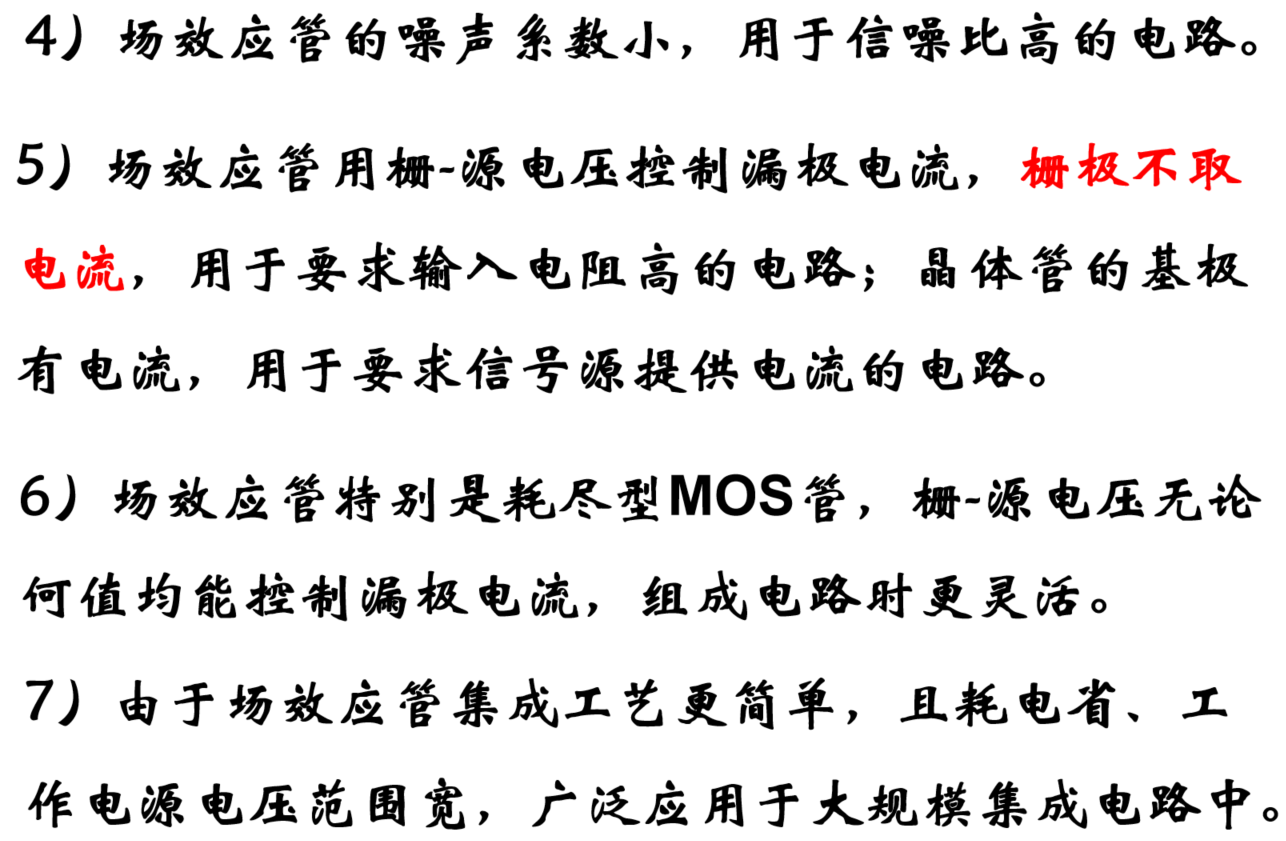 4）场效应管的噪声系数小，用于信噪比高的电路。
5）场效应管用栅-源电压控制漏极电流，栅极不取
电流，用于要求输入电阻高的电路；晶体管的基极
有电流，用于要求信号源提供电流的电路。
6）场效应管特别是耗尽型MOS管，栅-源电压无论
何值均能控制漏极电流，组成电路时更灵活。
7）由于场效应管集成工艺更简单，且耗电省、工
作电源电压范围宽，广泛应用于大规模集成电路中。